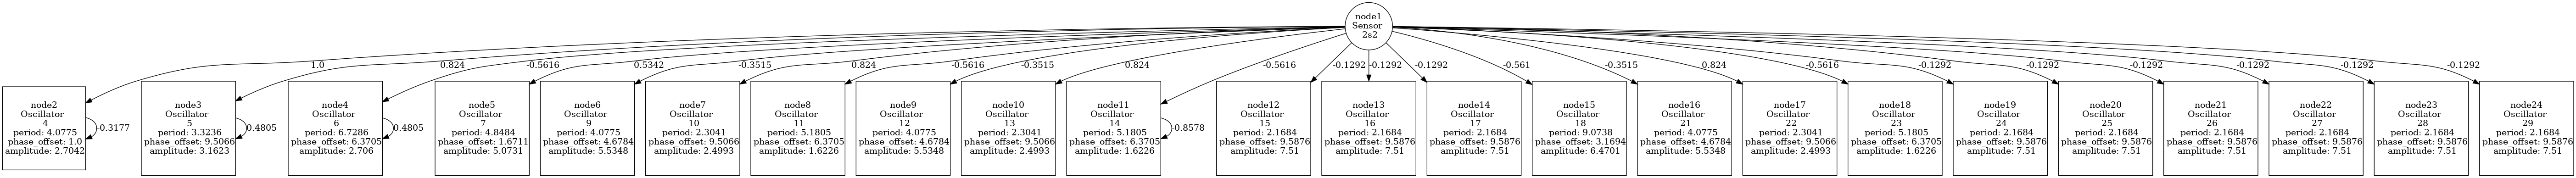 node1
Sensor
2s2
1.0
0.824
-0.5616
0.5342
-0.3515
0.824
-0.5616
-0.3515
0.824
-0.5616
-0.1292
-0.1292
-0.1292
-0.561
-0.3515
0.824
-0.5616
-0.1292
-0.1292
-0.1292
-0.1292
-0.1292
-0.1292
node2
Oscillator
4
period: 4.0775
phase_offset: 1.0
amplitude: 2.7042
-0.3177
node3
Oscillator
5
period: 3.3236
phase_offset: 9.5066
amplitude: 3.1623
0.4805
node4
Oscillator
6
period: 6.7286
phase_offset: 6.3705
amplitude: 2.706
0.4805
node5
Oscillator
7
period: 4.8484
phase_offset: 1.6711
amplitude: 5.0731
node6
Oscillator
9
period: 4.0775
phase_offset: 4.6784
amplitude: 5.5348
node7
Oscillator
10
period: 2.3041
phase_offset: 9.5066
amplitude: 2.4993
node8
Oscillator
11
period: 5.1805
phase_offset: 6.3705
amplitude: 1.6226
node9
Oscillator
12
period: 4.0775
phase_offset: 4.6784
amplitude: 5.5348
node10
Oscillator
13
period: 2.3041
phase_offset: 9.5066
amplitude: 2.4993
node11
Oscillator
14
period: 5.1805
phase_offset: 6.3705
amplitude: 1.6226
-0.8578
node12
Oscillator
15
period: 2.1684
phase_offset: 9.5876
amplitude: 7.51
node13
Oscillator
16
period: 2.1684
phase_offset: 9.5876
amplitude: 7.51
node14
Oscillator
17
period: 2.1684
phase_offset: 9.5876
amplitude: 7.51
node15
Oscillator
18
period: 9.0738
phase_offset: 3.1694
amplitude: 6.4701
node16
Oscillator
21
period: 4.0775
phase_offset: 4.6784
amplitude: 5.5348
node17
Oscillator
22
period: 2.3041
phase_offset: 9.5066
amplitude: 2.4993
node18
Oscillator
23
period: 5.1805
phase_offset: 6.3705
amplitude: 1.6226
node19
Oscillator
24
period: 2.1684
phase_offset: 9.5876
amplitude: 7.51
node20
Oscillator
25
period: 2.1684
phase_offset: 9.5876
amplitude: 7.51
node21
Oscillator
26
period: 2.1684
phase_offset: 9.5876
amplitude: 7.51
node22
Oscillator
27
period: 2.1684
phase_offset: 9.5876
amplitude: 7.51
node23
Oscillator
28
period: 2.1684
phase_offset: 9.5876
amplitude: 7.51
node24
Oscillator
29
period: 2.1684
phase_offset: 9.5876
amplitude: 7.51